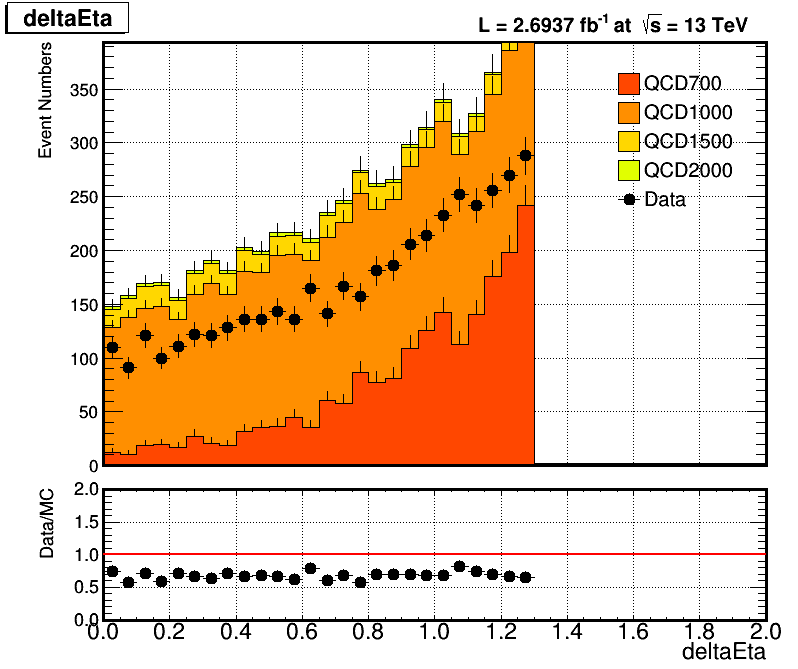 deltaEta
L = 2.6937 fb⁻¹ at √s = 13 TeV
Event Numbers
350
300
250
200
150
100
50
0
QCD700
QCD1000
QCD1500
QCD2000
Data
Data/MC
2.0
1.5
1.0
0.5
0.0
0.0 0.2 0.4 0.6 0.8 1.0 1.2 1.4 1.6 1.8 2.0
deltaEta